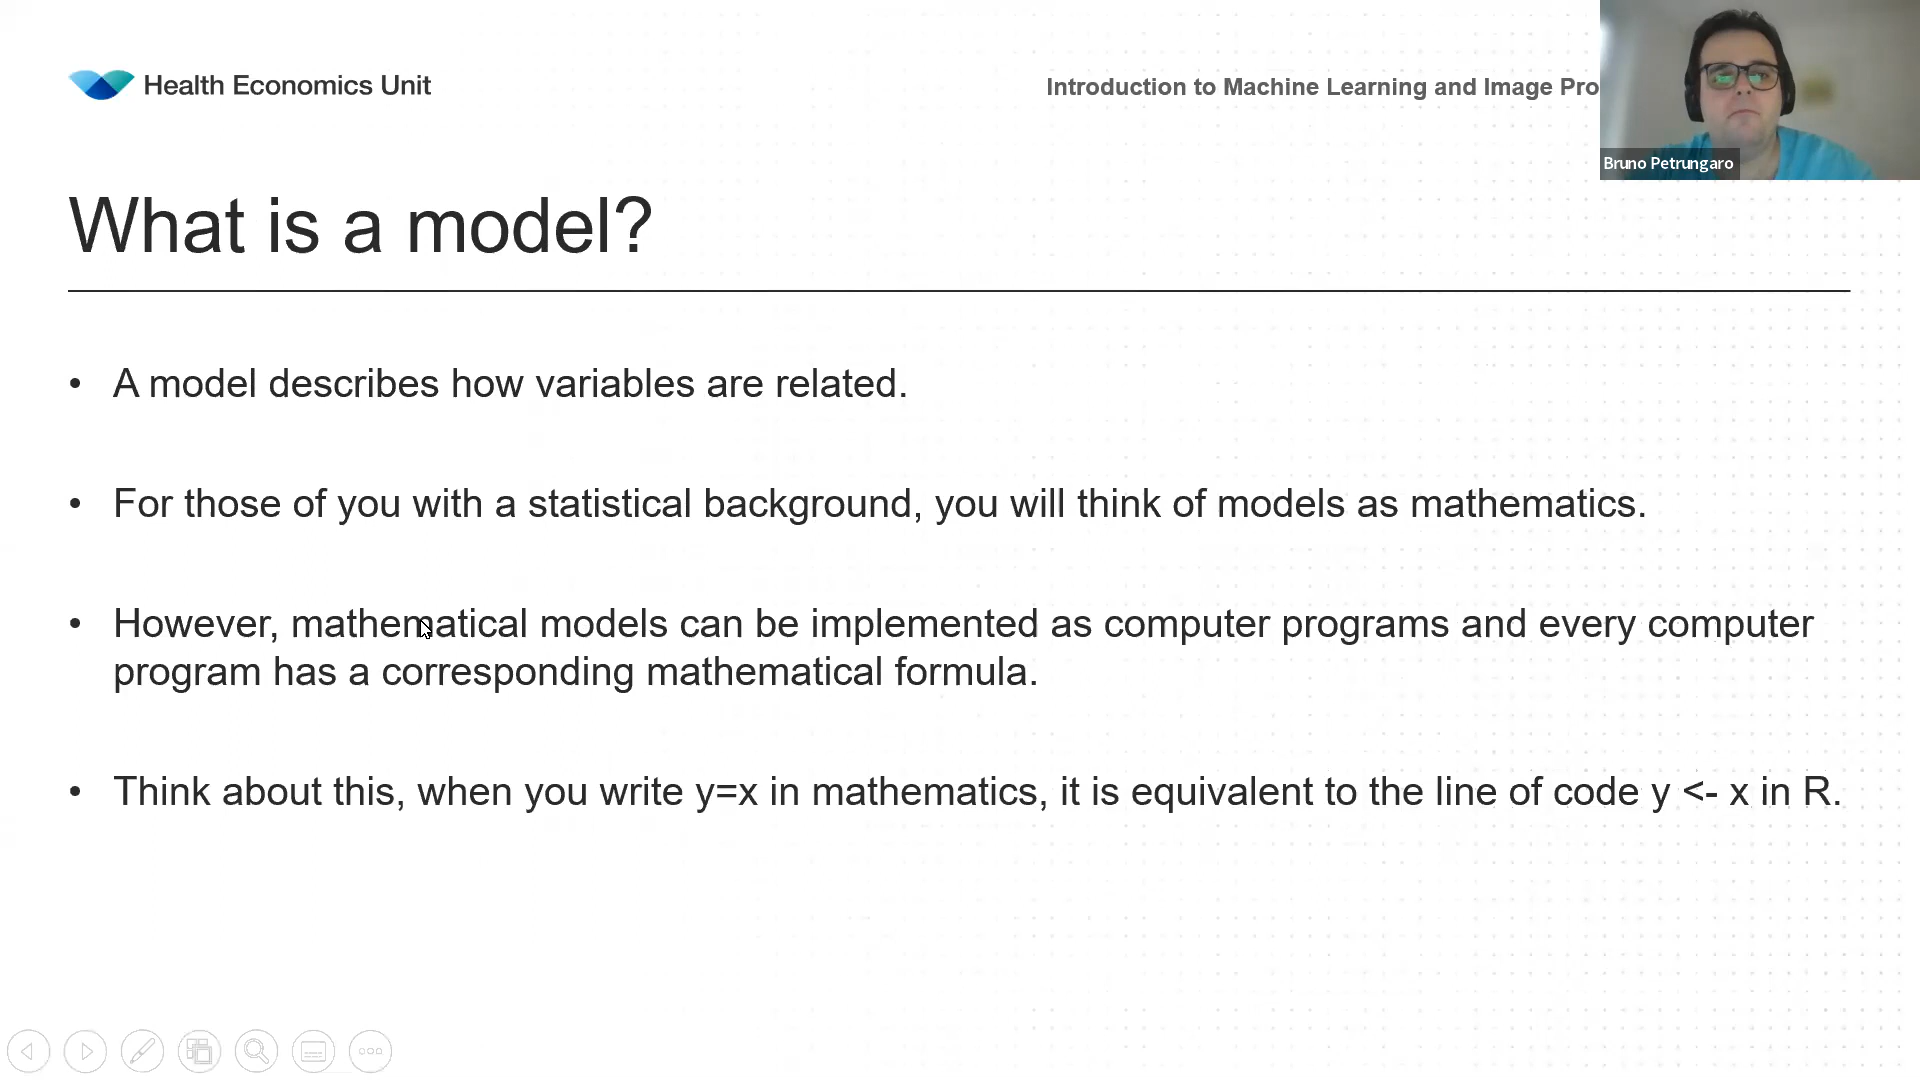 Health Economics Unit
Introduction to Machine Learning and Image Pro
Bruno Petrungaro
What is a model?
• A model describes how variables are related.
• For those of you with a statistical background, you will think of models as mathematics.
• However, mathematical models can be implemented as computer programs and every computer
program has a corresponding mathematical formula.
• Think about this, when you write y=x in mathematics, it is equivalent to the line of code y <- x in R.